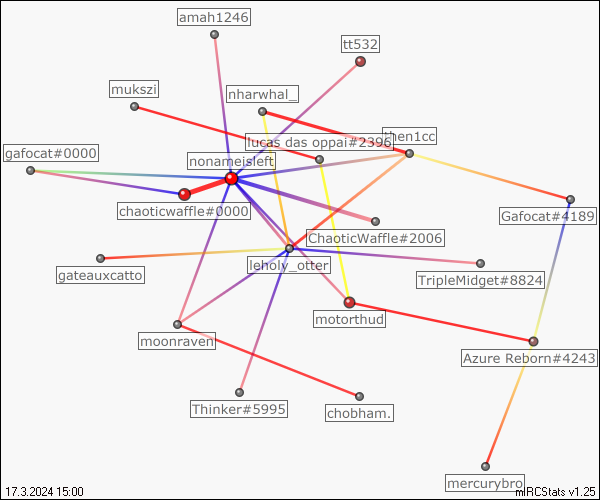 amah1246
tt532
mukszi
nharwhal_
then1cc
lucas das oppai#2396
gafocat#0000
nonameisleft
chaoticwaffle#0000
Gafocat#4189
ChaoticWaffle#2006
leholy_otter
gateauxcatto
TripleMidget#8824
motorthud
moonraven
Azure Reborn#4243
Thinker#5995
chobham.
mercurybro
17.3.2024 15:00
mIRCStats v1.25